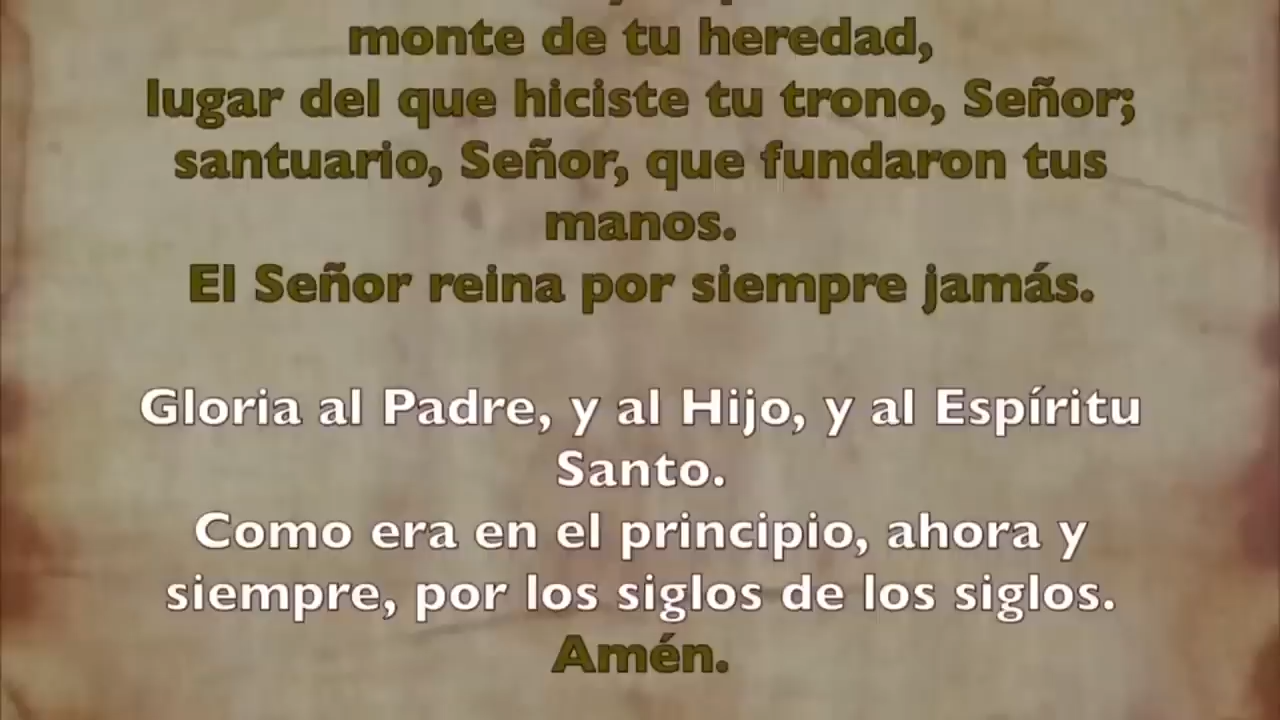 monte de tu heredad,
lugar del que hiciste tu trono, Señor;
santuario, Señor, que fundaron tus
manos.
El Señor reina por siempre jamás.
Gloria al Padre, y al Hijo, y al Espíritu
Santo.
Como era en el principio, ahora y
siempre, por los siglos de los siglos.
Amén.